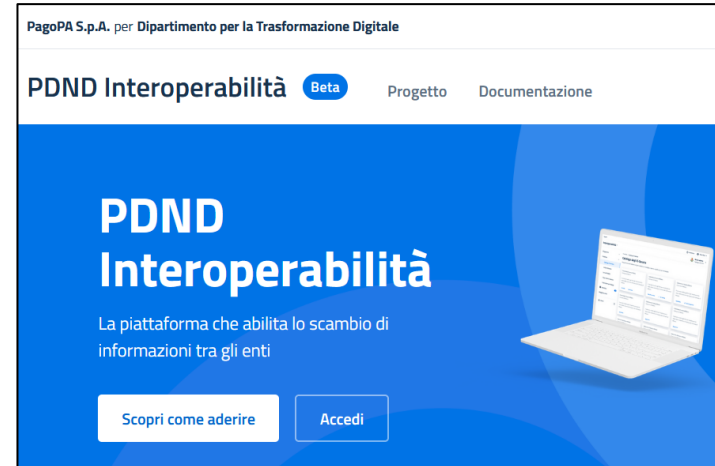 PagoPA S.p.A. per Dipartimento per la Trasformazione Digitale
PDND Interoperabilità Beta Progetto Documentazione
PDND
Interoperabilità
La piattaforma che abilita lo scambio di
informazioni tra gli enti
Scopri come aderire Accedi